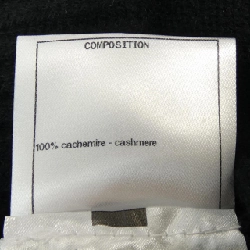 COMPOSITION
100% cachemire - cashmere